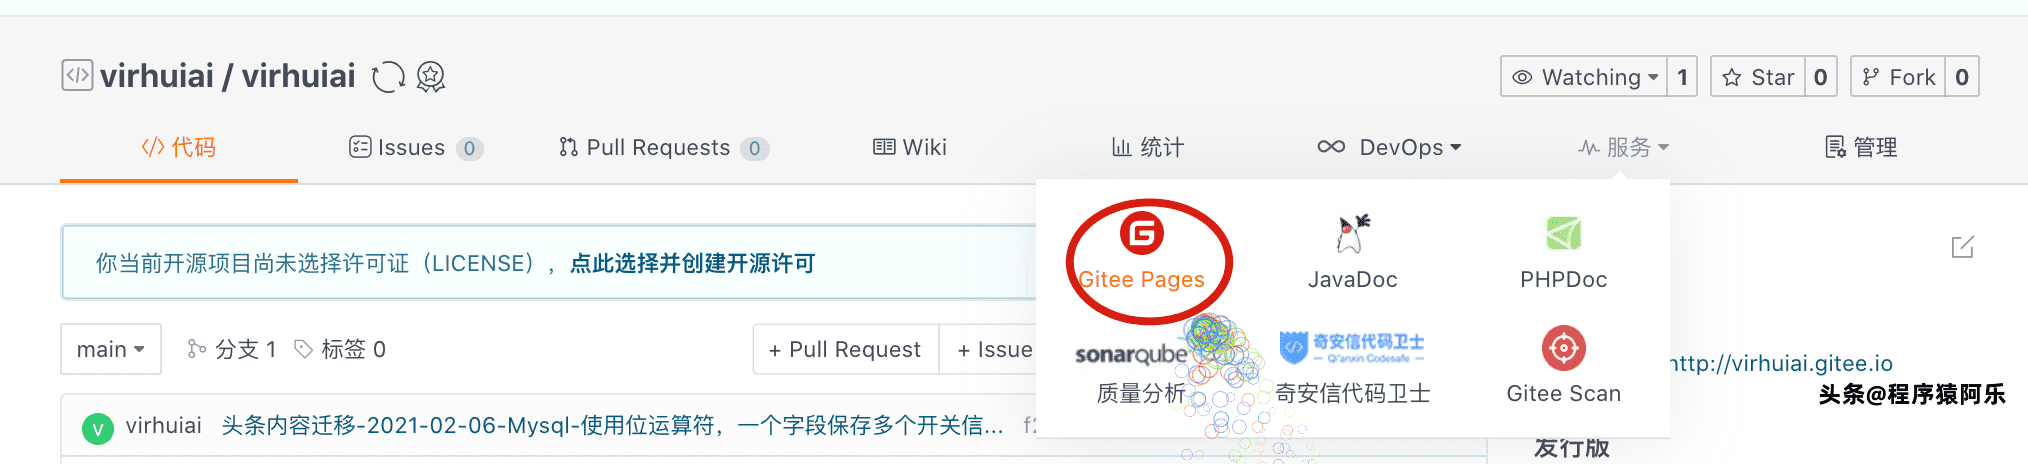 virhuiai / virhuiai
Watching 1 Star 0 Fork 0
代码 Issues 0 Pull Requests 0 Wiki 统计 DevOps 服务 管理
Gitee Pages JavaDoc PHPDoc
你当前开源项目尚未选择许可证（LICENSE），点此选择并创建开源许可
main 分支 1 标签 0 + Pull Request + Issue
sonarqube 奇安信代码卫士
Qi'anxin Codesafe
质量分析 奇安信代码卫士 Gitee Scan
http://virhuiai.gitee.io
头条@程序猿阿乐
V virhuiai 头条内容迁移-2021-02-06-Mysql-使用位运算符，一个字段保存多个开关信...
发行版